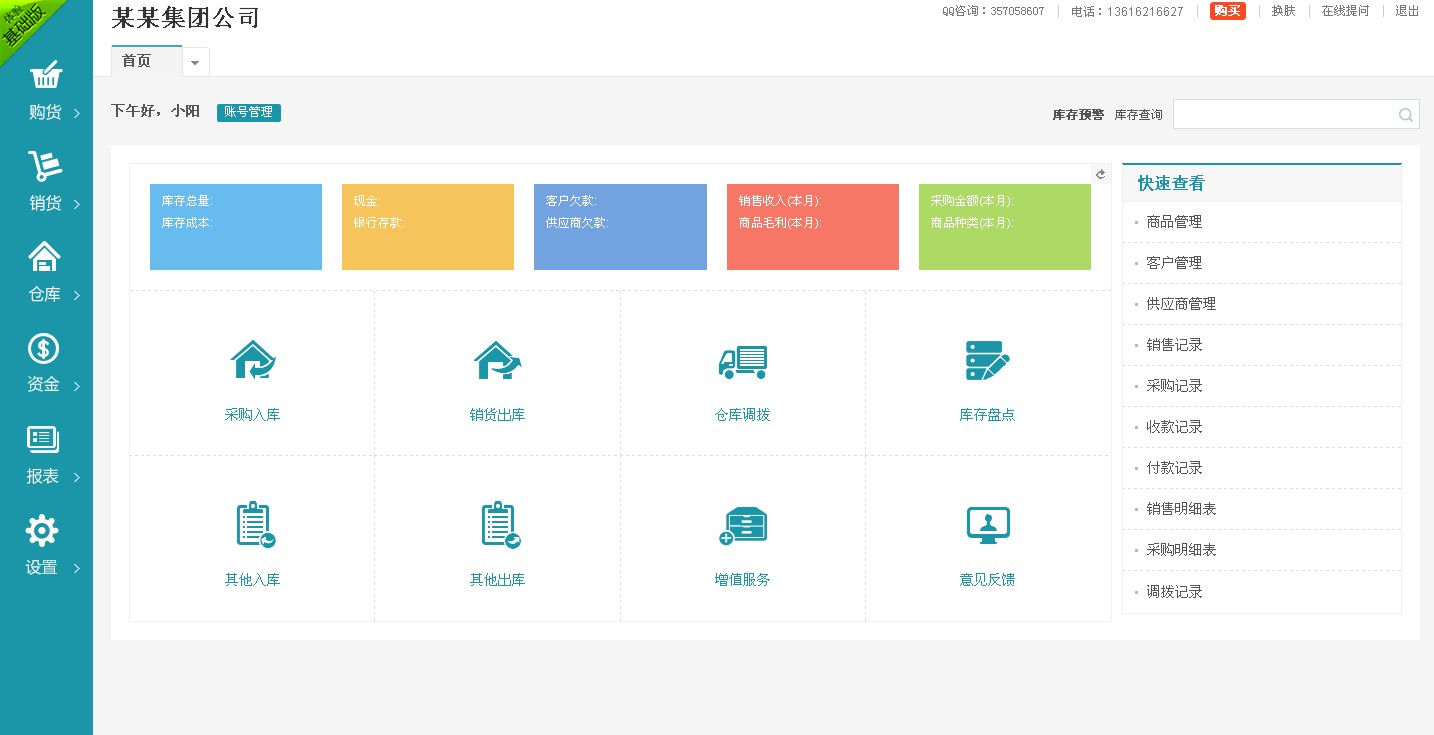 体验
基础版
某某集团公司
QQ咨询：357058607 电话：13616216627 购买 换肤 在线提问 退出
首页
购货
销货
仓库
资金
报表
设置
下午好，小阳 账号管理
库存预警 库存查询
库存总量:
库存成本:
现金:
银行存款:
客户欠款:
供应商欠款:
销售收入(本月):
商品毛利(本月):
采购金额(本月):
商品种类(本月):
采购入库
销货出库
仓库调拨
库存盘点
其他入库
其他出库
增值服务
意见反馈
快速查看
商品管理
客户管理
供应商管理
销售记录
采购记录
收款记录
付款记录
销售明细表
采购明细表
调拨记录